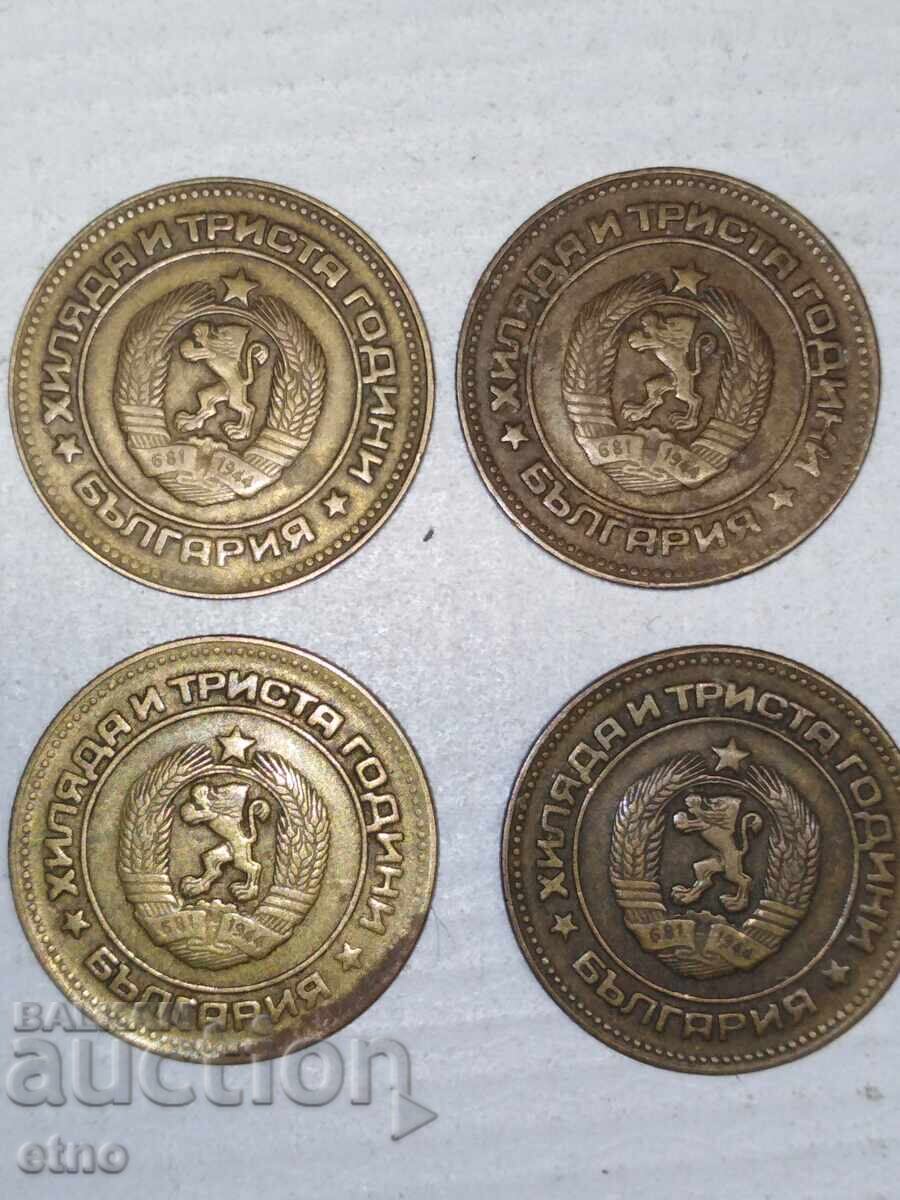 ХИЛЯДА И ТРИСТА ГОДИНИ
БЪЛГАРИЯ
681 1944
ХИЛЯДА И ТРИСТА ГОДИНИ
БЪЛГАРИЯ
681 1944
ХИЛЯДА И ТРИСТА ГОДИНИ
БЪЛГАРИЯ
681 1944
ХИЛЯДА И ТРИСТА ГОДИНИ
БЪЛГАРИЯ
681 1944
BALKAN
auction
etno